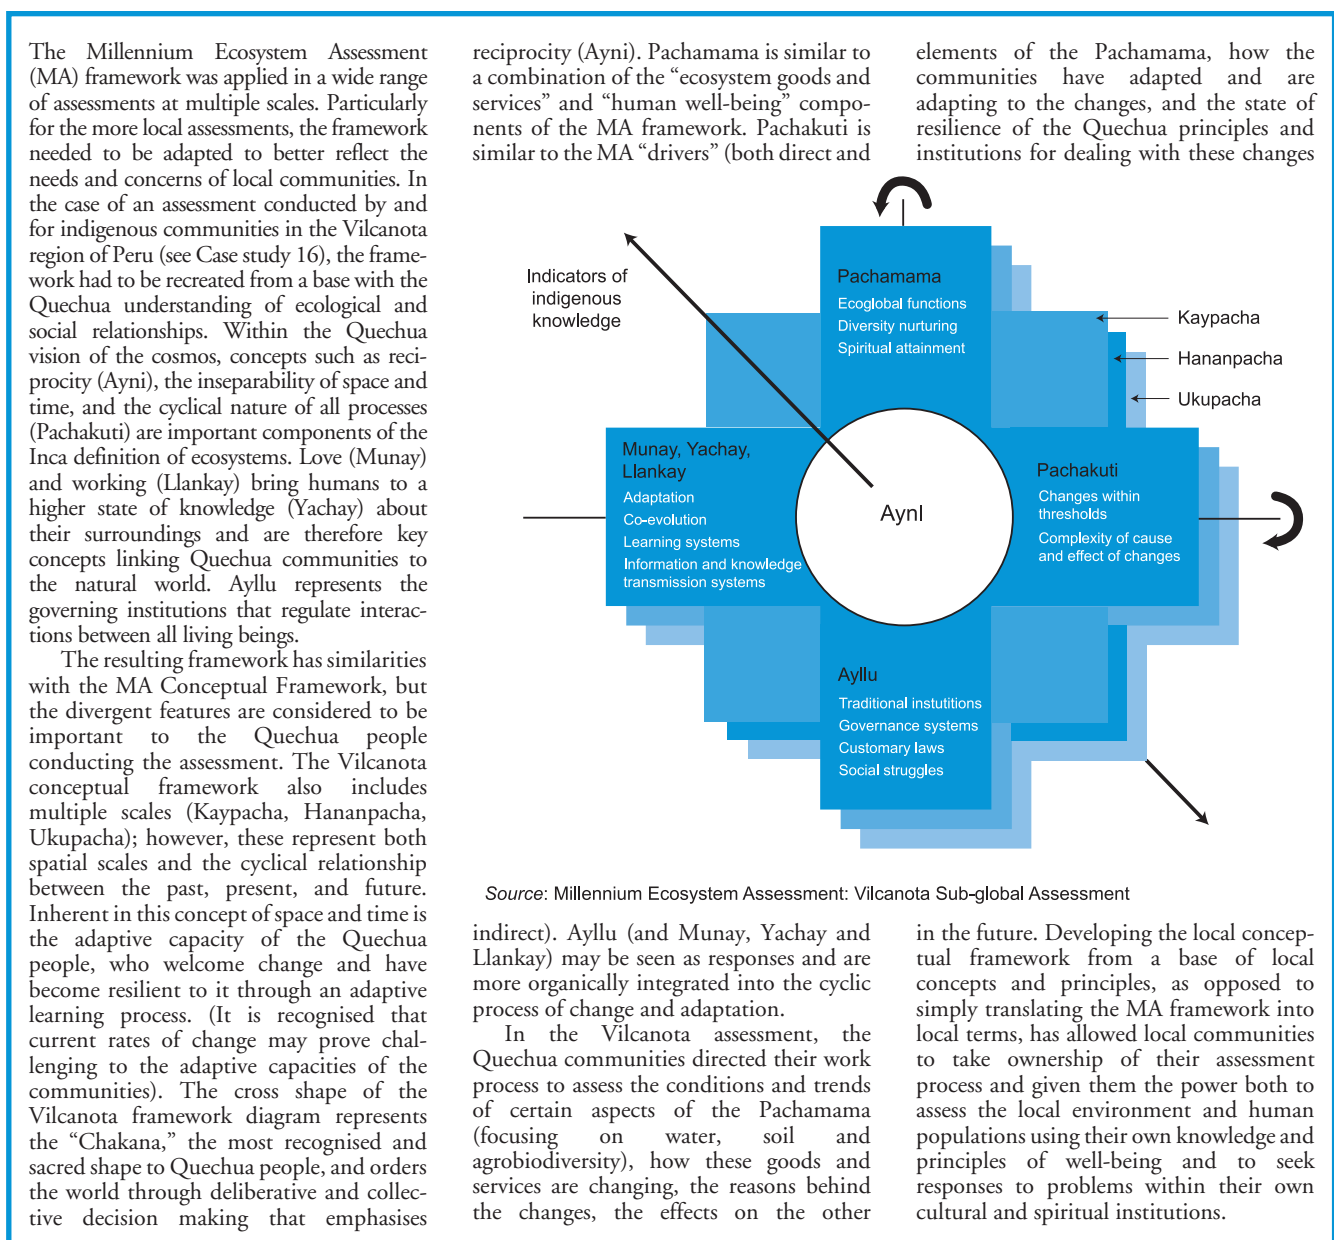 The Millennium Ecosystem Assessment
(MA) framework was applied in a wide range
of assessments at multiple scales. Particularly
for the more local assessments, the framework
needed to be adapted to better reflect the
needs and concerns of local communities. In
the case of an assessment conducted by and
for indigenous communities in the Vilcanota
region of Peru (see Case study 16), the frame-
work had to be recreated from a base with the
Quechua understanding of ecological and
social relationships. Within the Quechua
vision of the cosmos, concepts such as reci-
procity (Ayni), the inseparability of space and
time, and the cyclical nature of all processes
(Pachakuti) are important components of the
Inca definition of ecosystems. Love (Munay)
and working (Llankay) bring humans to a
higher state of knowledge (Yachay) about
their surroundings and are therefore key
concepts linking Quechua communities to
the natural world. Ayllu represents the
governing institutions that regulate interac-
tions between all living beings.
The resulting framework has similarities
with the MA Conceptual Framework, but
the divergent features are considered to be
important to the Quechua people
conducting the assessment. The Vilcanota
conceptual framework also includes
multiple scales (Kaypacha, Hananpacha,
Ukupacha); however, these represent both
spatial scales and the cyclical relationship
between the past, present, and future.
Inherent in this concept of space and time is
the adaptive capacity of the Quechua
people, who welcome change and have
become resilient to it through an adaptive
learning process. (It is recognised that
current rates of change may prove chal-
lenging to the adaptive capacities of the
communities). The cross shape of the
Vilcanota framework diagram represents
the “Chakana,” the most recognised and
sacred shape to Quechua people, and orders
the world through deliberative and collec-
tive decision making that emphasises
reciprocity (Ayni). Pachamama is similar to
a combination of the “ecosystem goods and
services” and “human well-being” compo-
nents of the MA framework. Pachakuti is
similar to the MA “drivers” (both direct and
elements of the Pachamama, how the
communities have adapted and are
adapting to the changes, and the state of
resilience of the Quechua principles and
institutions for dealing with these changes
Indicators of
indigenous
knowledge
Pachamama
Ecoglobal functions
Diversity nurturing
Spiritual attainment
Kaypacha
Hananpacha
Ukupacha
Munay, Yachay,
Llankay
Adaptation
Co-evolution
Learning systems
Information and knowledge
transmission systems
AynI
Pachakuti
Changes within
thresholds
Complexity of cause
and effect of changes
Ayllu
Traditional instutitions
Governance systems
Customary laws
Social struggles
Source: Millennium Ecosystem Assessment: Vilcanota Sub-global Assessment
indirect). Ayllu (and Munay, Yachay and
Llankay) may be seen as responses and are
more organically integrated into the cyclic
process of change and adaptation.
In the Vilcanota assessment, the
Quechua communities directed their work
process to assess the conditions and trends
of certain aspects of the Pachamama
(focusing on water, soil and
agrobiodiversity), how these goods and
services are changing, the reasons behind
the changes, the effects on the other
in the future. Developing the local concep-
tual framework from a base of local
concepts and principles, as opposed to
simply translating the MA framework into
local terms, has allowed local communities
to take ownership of their assessment
process and given them the power both to
assess the local environment and human
populations using their own knowledge and
principles of well-being and to seek
responses to problems within their own
cultural and spiritual institutions.